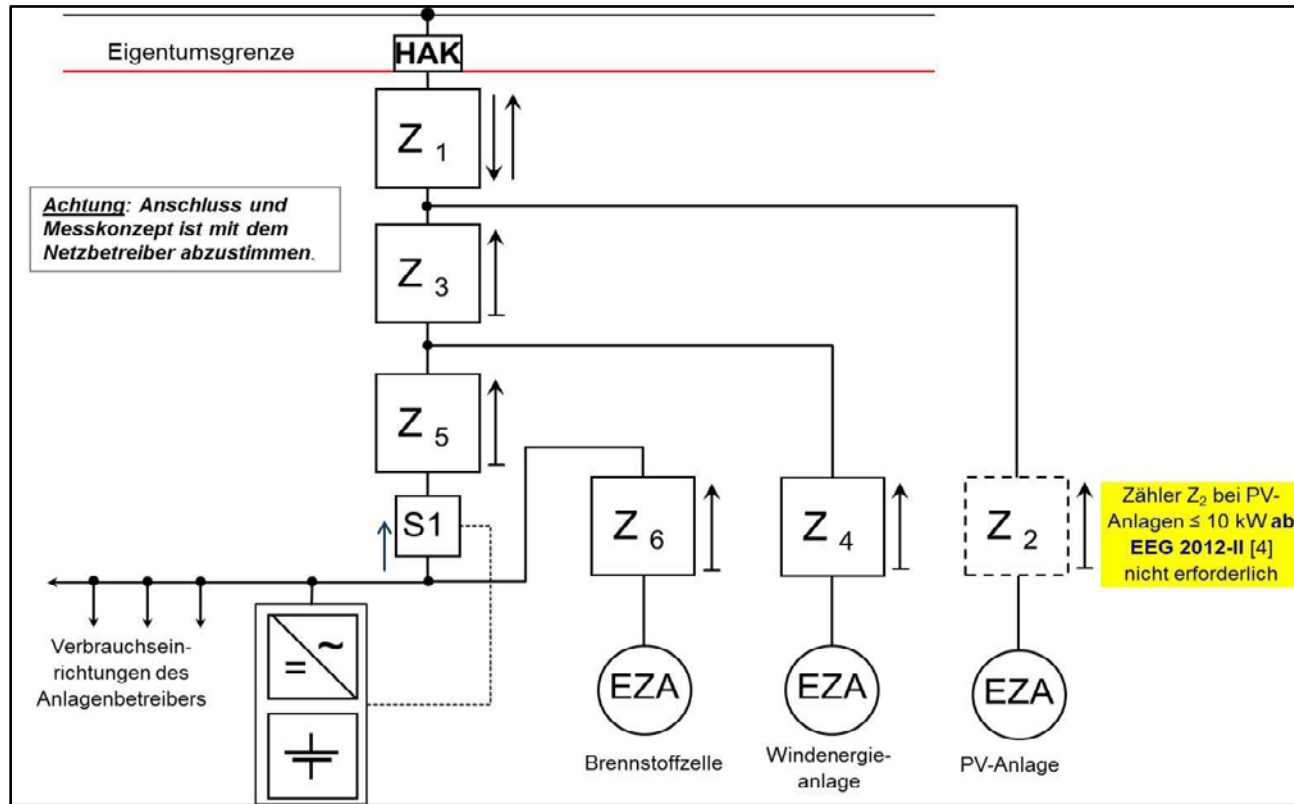 Eigentumsgrenze
HAK
Z 1
Achtung: Anschluss und
Messkonzept ist mit dem
Netzbetreiber abzustimmen.
Z 3
Z 5
S1
Z 6
Z 4
Z 2
Zähler Z2 bei PV-
Anlagen ≤ 10 kW ab
EEG 2012-II [4]
nicht erforderlich
Verbrauchsein-
richtungen des
Anlagenbetreibers
= ~
EZA
EZA
EZA
Brennstoffzelle
Windenergie-
anlage
PV-Anlage